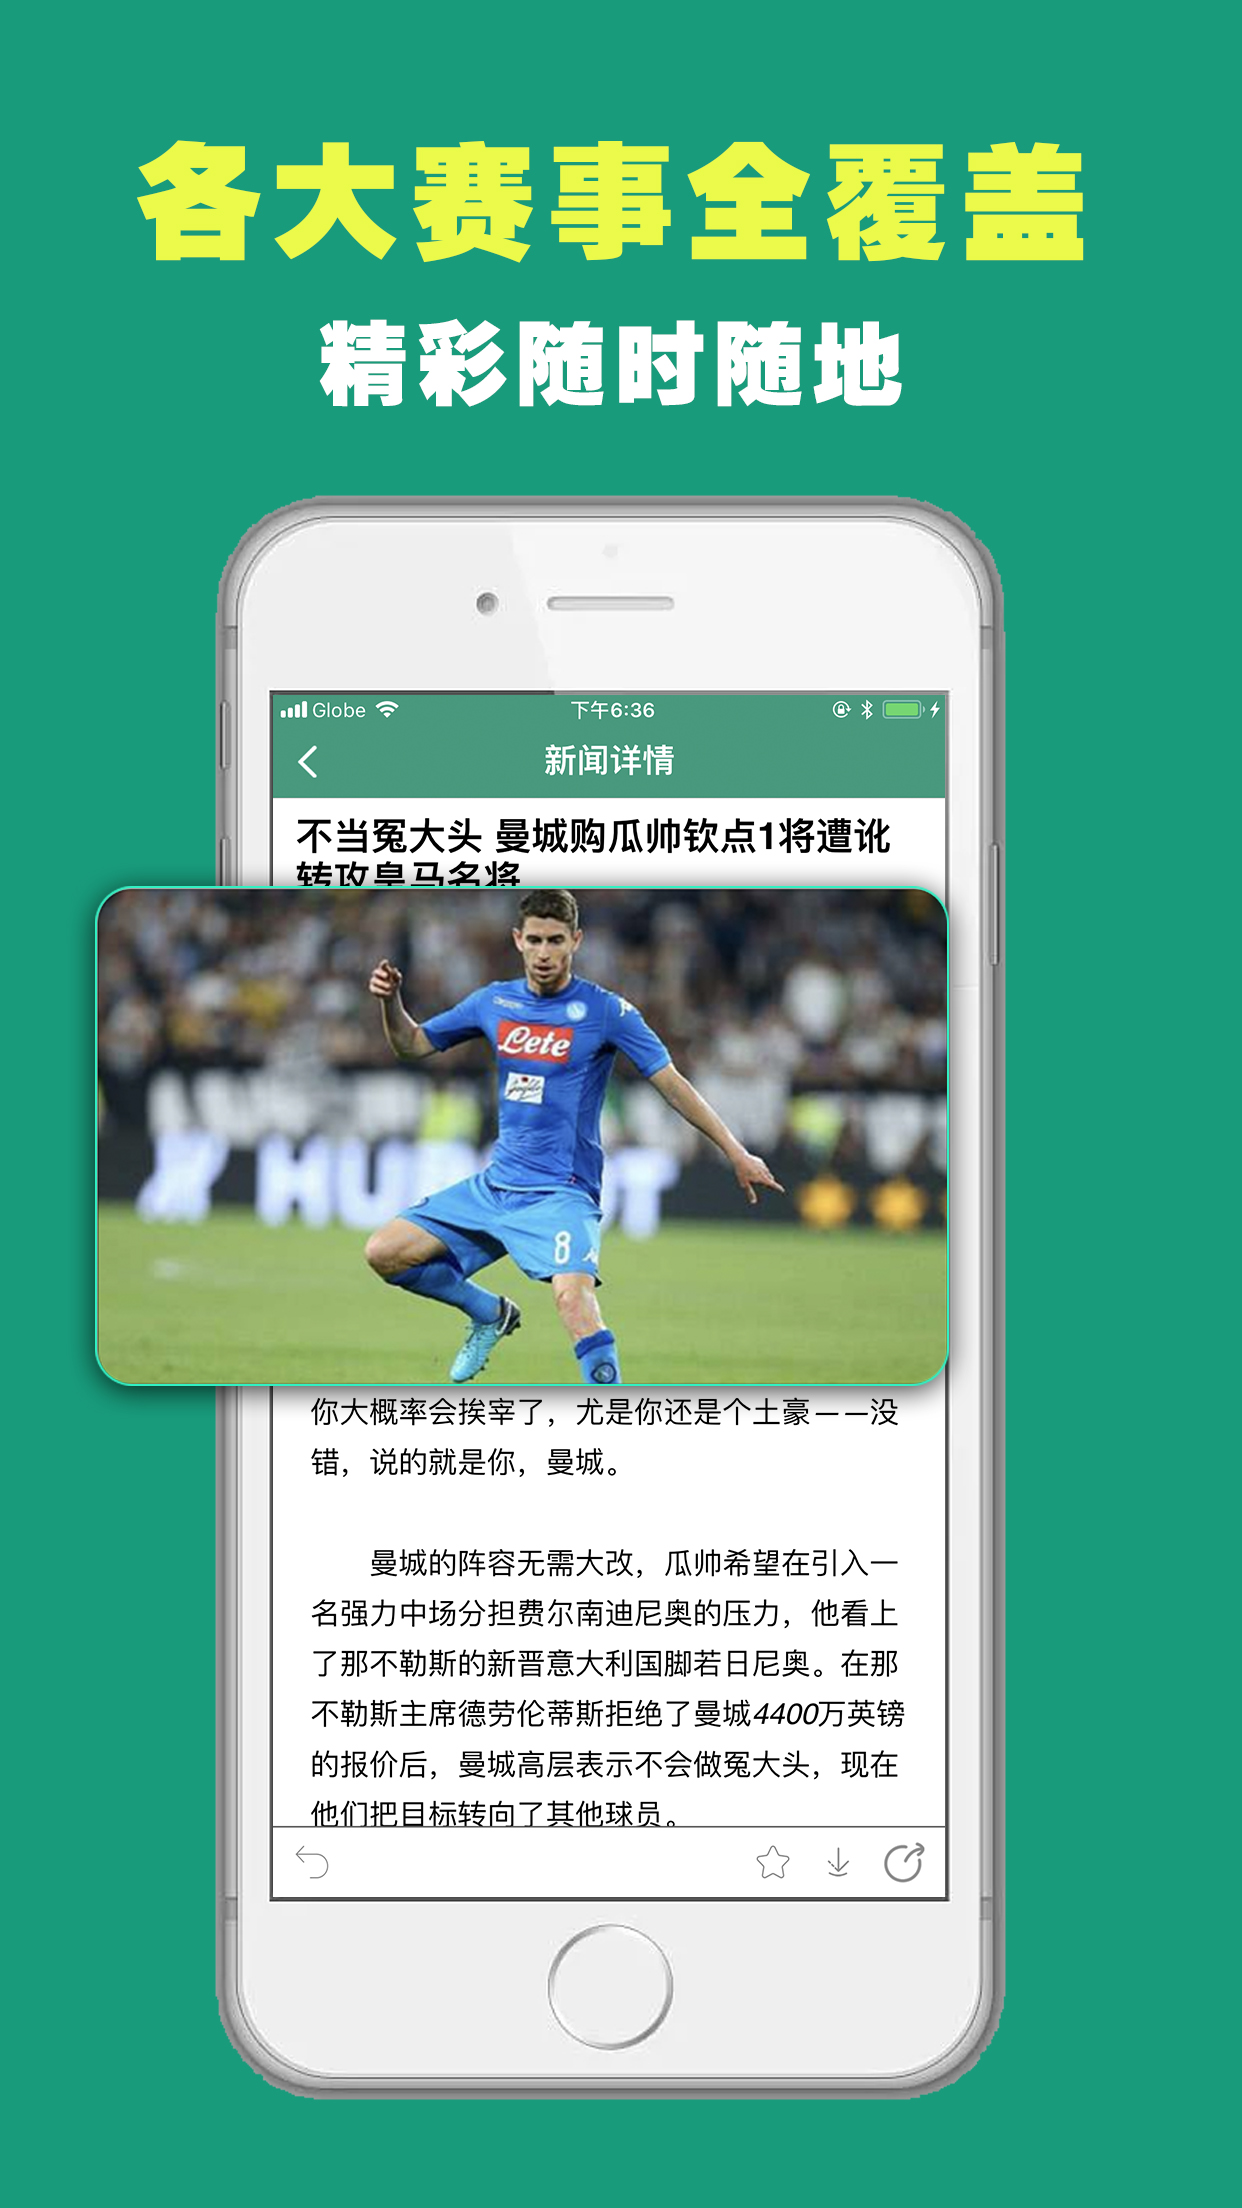 各大赛事全覆盖
精彩随时随地
Globe 下午6:36
新闻详情
不当冤大头 曼城购瓜帅钦点1将遭讹
转攻皇马名将
Lete
8
你大概率会挨宰了，尤是你还是个土豪——没
错，说的就是你，曼城。
曼城的阵容无需大改，瓜帅希望在引入一
名强力中场分担费尔南迪尼奥的压力，他看上
了那不勒斯的新晋意大利国脚若日尼奥。在那
不勒斯主席德劳伦蒂斯拒绝了曼城4400万英镑
的报价后，曼城高层表示不会做冤大头，现在
他们把目标转向了其他球员。